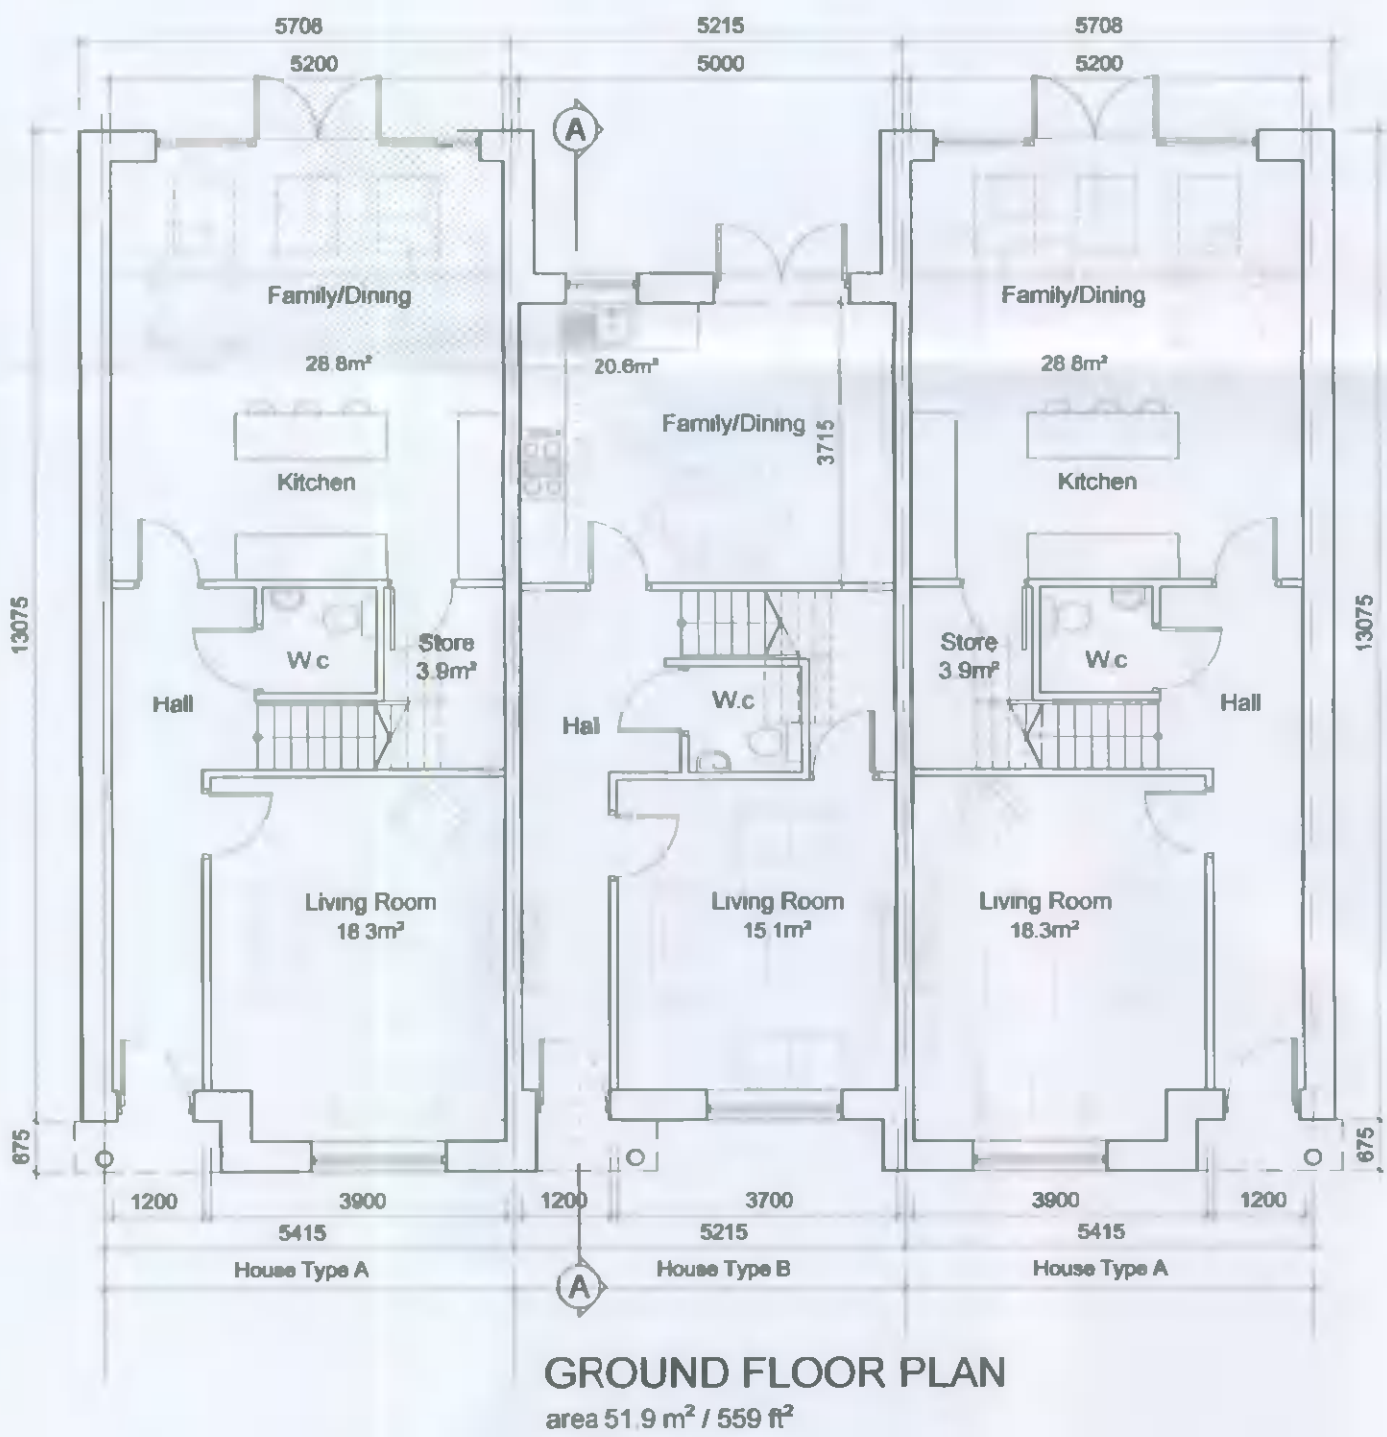 5708 5215 5708
5200 5000 5200
A
Family/Dining Family/Dining
28.8m² 20.6m² 28 8m²
Family/Dining
3715
Kitchen Kitchen
13075 13075
Store Store
3.9m² 3.9m²
W c W.c W c
Hall Hal Hall
Living Room Living Room Living Room
18 3m² 15 1m² 18.3m²
675 675
1200 3900 1200 3700 3900 1200
5415 5215 5415
House Type A House Type B House Type A
A
GROUND FLOOR PLAN
area 51.9 m² / 559 ft²